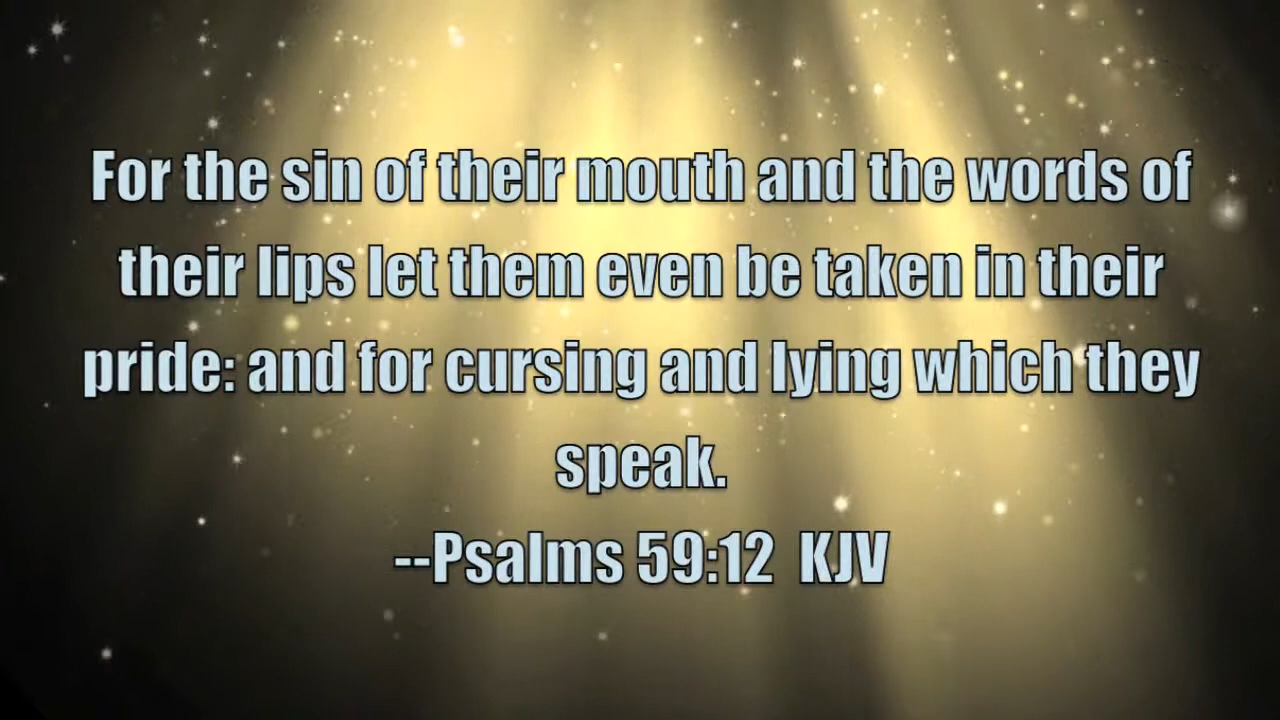 For the sin of their mouth and the words of
their lips let them even be taken in their
pride: and for cursing and lying which they
speak.
--Psalms 59:12  KJV